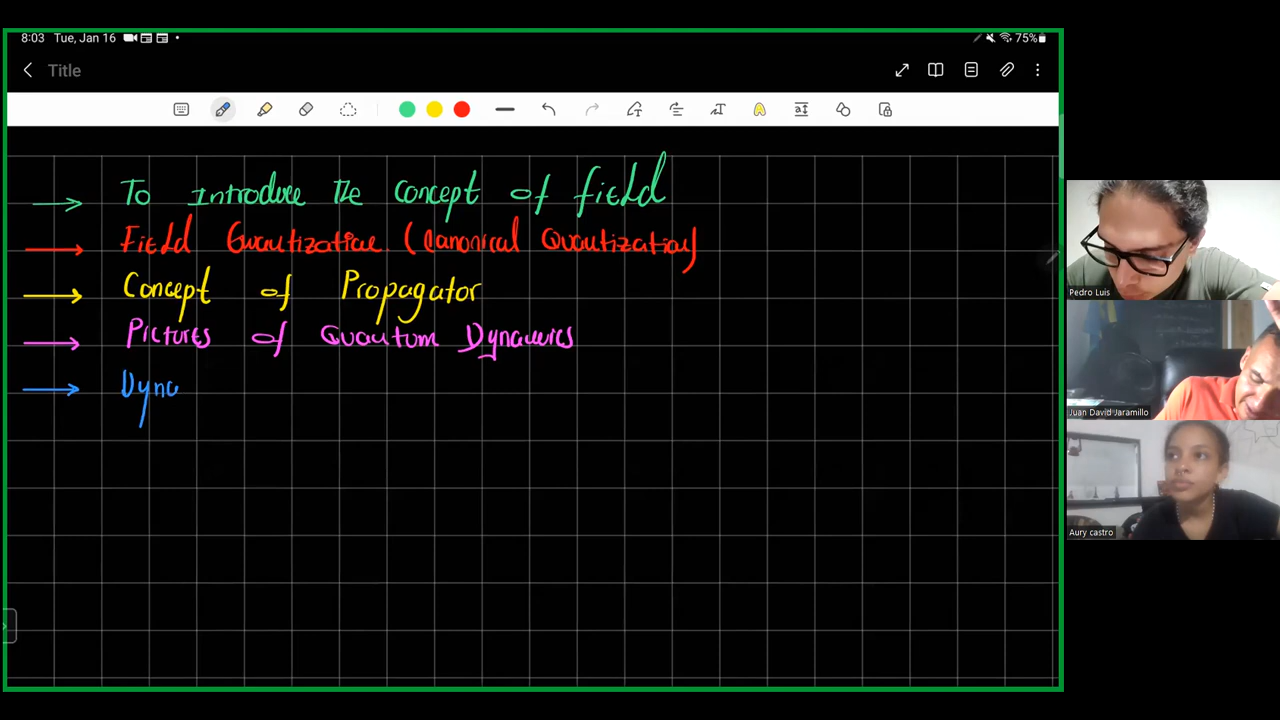 8:03 Tue, Jan 16
75%
Title
To Introduce the Concept of field
Field Quantization (Canonical Quantization)
Concept of Propagator
Pictures of Quantum Dynamics
Dyna
Pedro Luis
Juan David Jaramillo
Aury castro